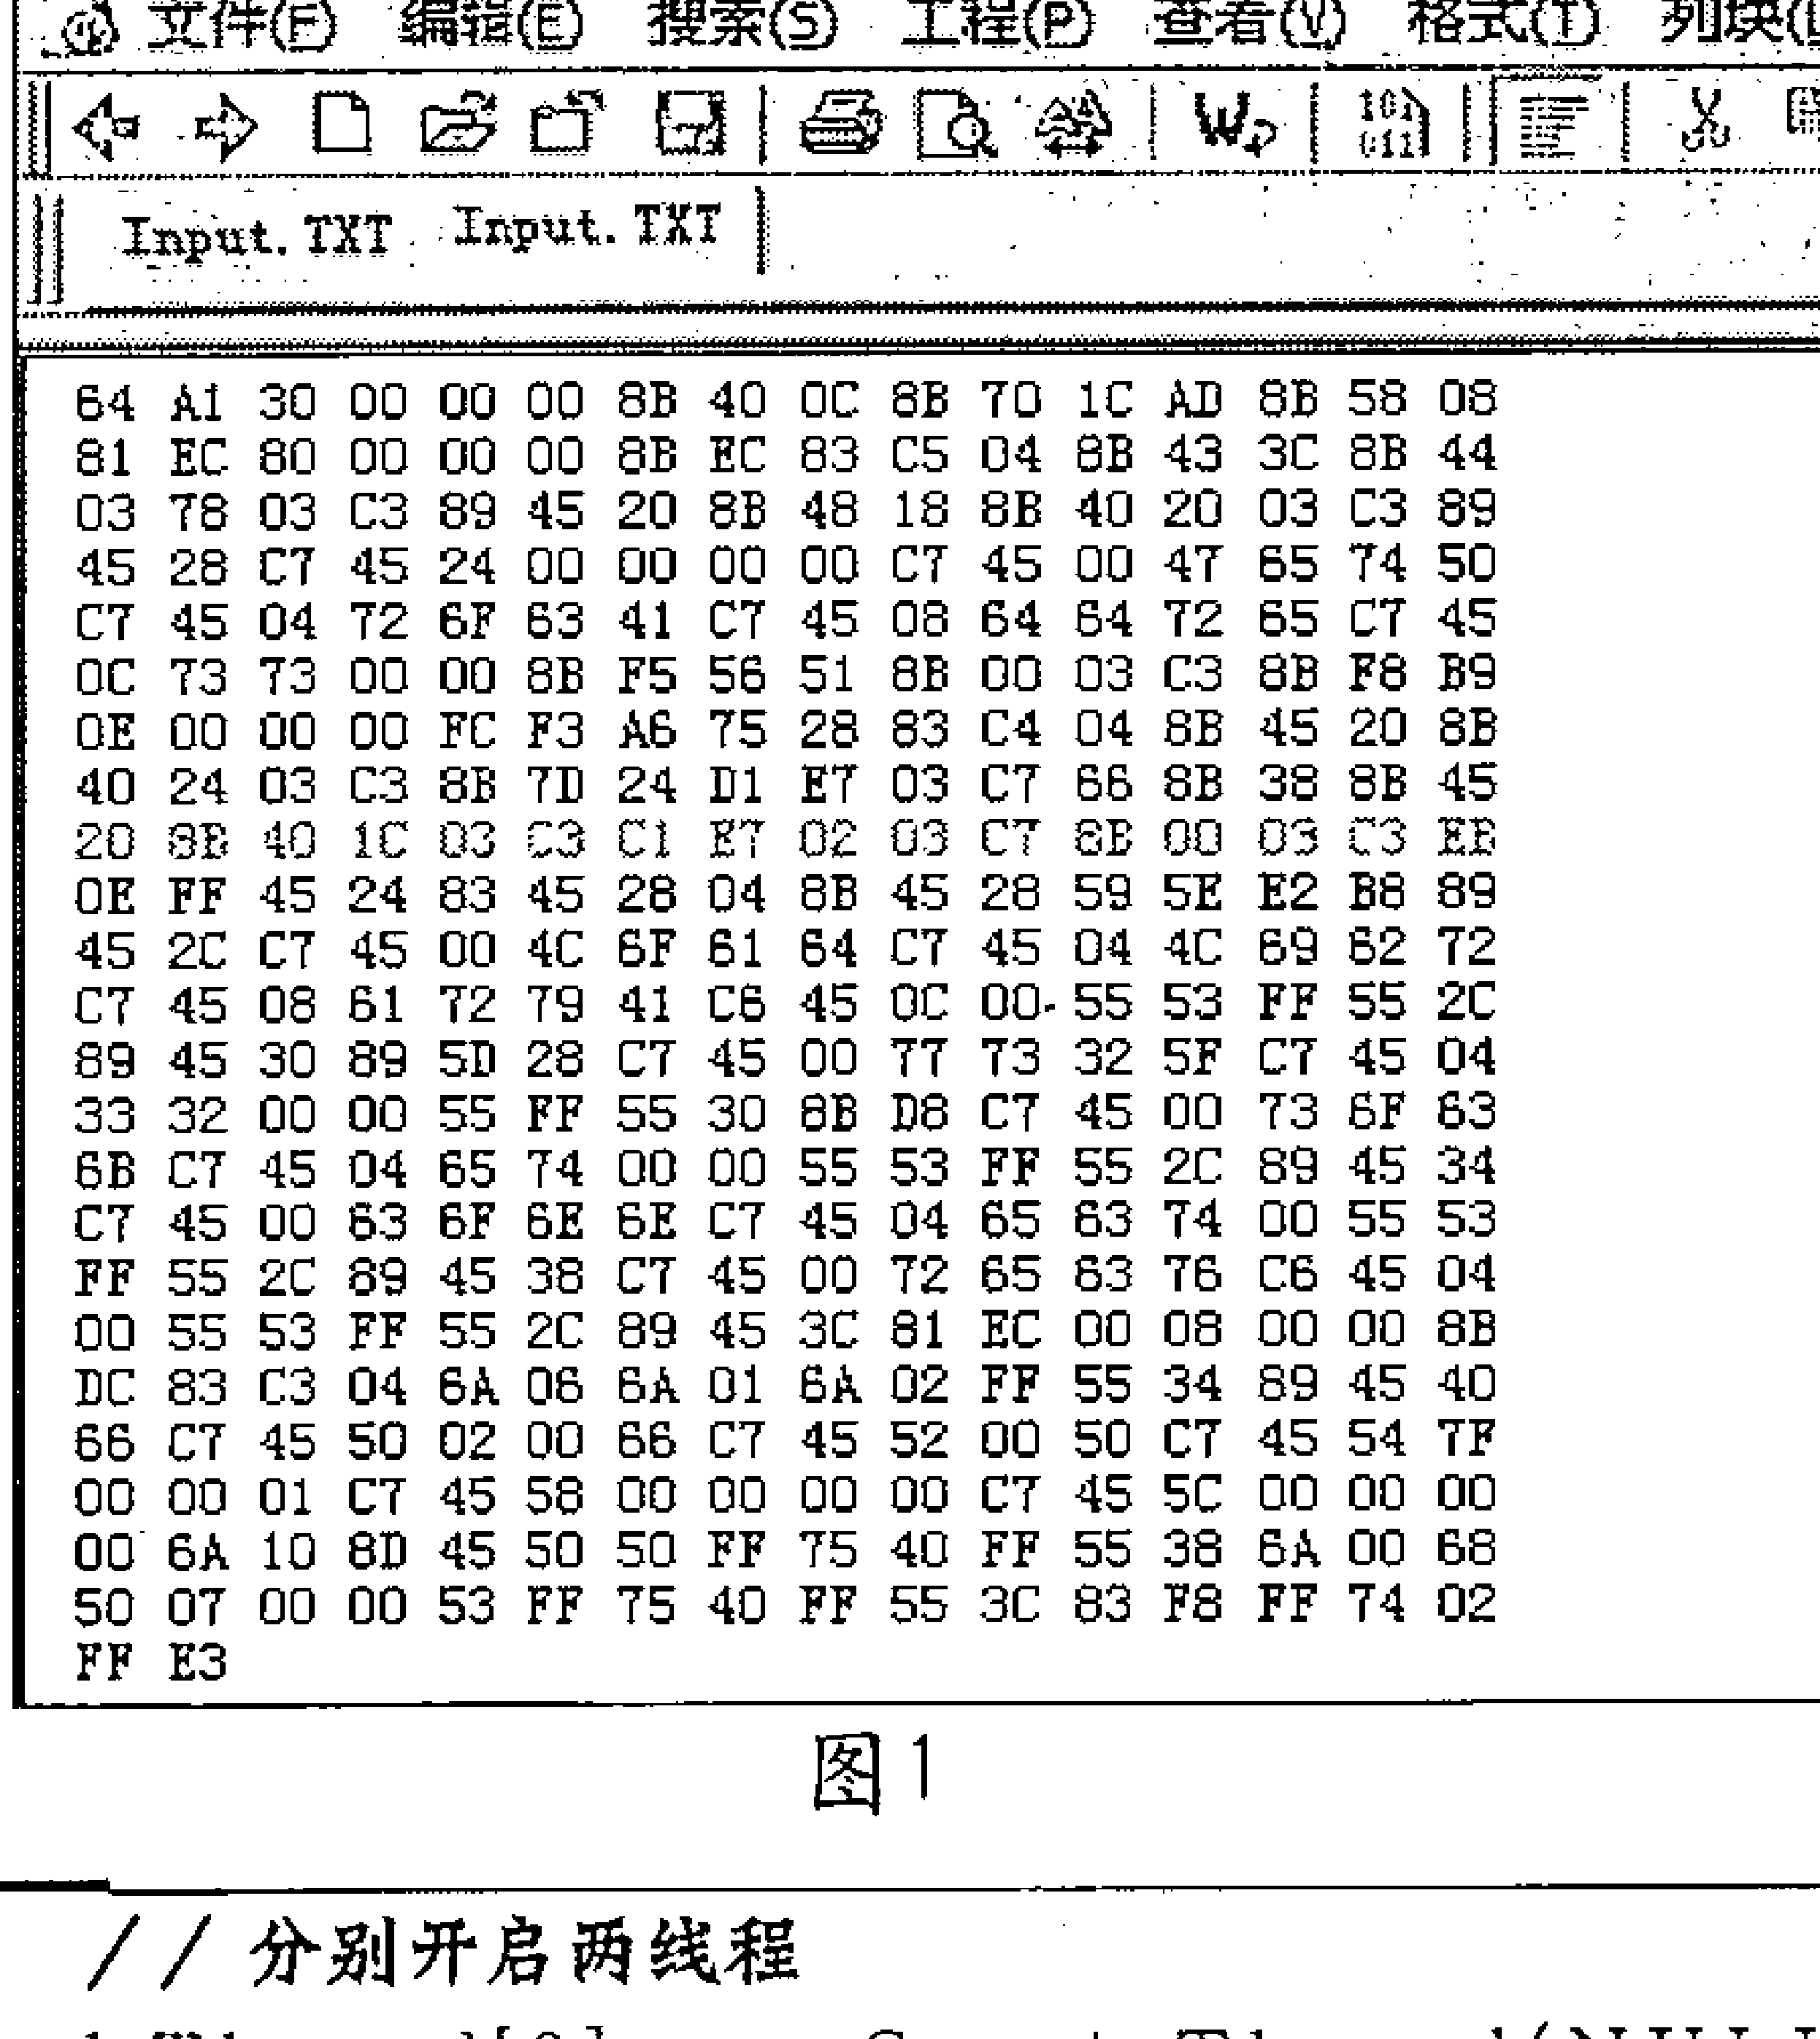 文件(F) 编辑(E) 搜索(S) 工程(P) 查看(V) 格式(T) 列块(
Input.TXT Input.TXT
64 A1 30 00 00 00 8B 40 0C 8B 70 1C AD 8B 58 08
81 EC 80 00 00 00 8B EC 83 C5 04 8B 43 3C 8B 44
03 78 03 C3 89 45 20 8B 48 18 8B 40 20 03 C3 89
45 28 C7 45 24 00 00 00 00 C7 45 00 47 65 74 50
C7 45 04 72 6F 63 41 C7 45 08 64 64 72 65 C7 45
0C 73 73 00 00 8B F5 56 51 8B 00 03 C3 8B F8 B9
0E 00 00 00 FC F3 A6 75 28 83 C4 04 8B 45 20 8B
40 24 03 C3 8B 7D 24 D1 E7 03 C7 66 8B 38 8B 45
20 8B 40 1C 03 C3 C1 E7 02 03 C7 8B 00 03 C3 EB
0E FF 45 24 83 45 28 04 8B 45 28 59 5E E2 B8 89
45 2C C7 45 00 4C 6F 61 64 C7 45 04 4C 69 62 72
C7 45 08 61 72 79 41 C6 45 0C 00 55 53 FF 55 2C
89 45 30 89 5D 28 C7 45 00 77 73 32 5F C7 45 04
33 32 00 00 55 FF 55 30 8B D8 C7 45 00 73 6F 63
6B C7 45 04 65 74 00 00 55 53 FF 55 2C 89 45 34
C7 45 00 63 6F 6E 6E C7 45 04 65 63 74 00 55 53
FF 55 2C 89 45 38 C7 45 00 72 65 63 76 C6 45 04
00 55 53 FF 55 2C 89 45 3C 81 EC 00 08 00 00 8B
DC 83 C3 04 6A 06 6A 01 6A 02 FF 55 34 89 45 40
66 C7 45 50 02 00 66 C7 45 52 00 50 C7 45 54 7F
00 00 01 C7 45 58 00 00 00 00 C7 45 5C 00 00 00
00 6A 10 8D 45 50 50 FF 75 40 FF 55 38 6A 00 68
50 07 00 00 53 FF 75 40 FF 55 3C 83 F8 FF 74 02
FF E3
图1
//分别开启两线程